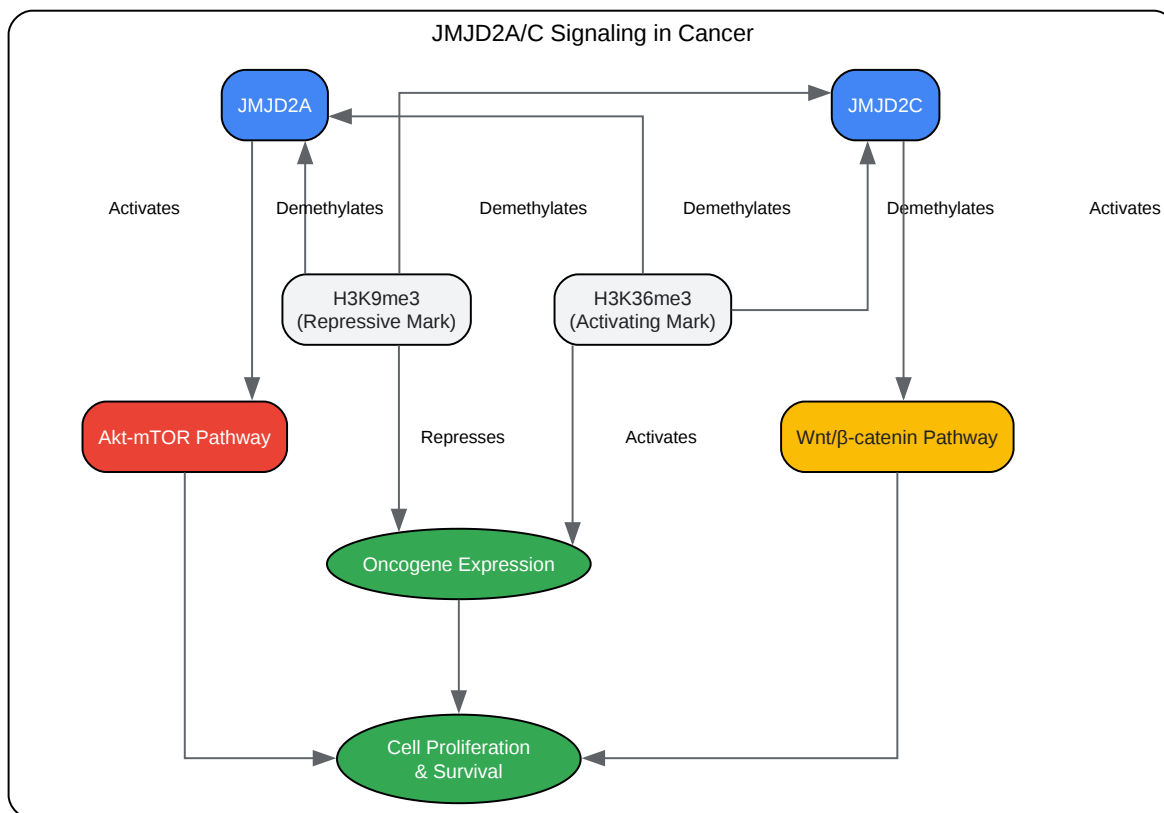 JMJD2A/C Signaling in Cancer
JMJD2A
JMJD2C
Activates
Demethylates
Demethylates
Demethylates
Demethylates
Activates
H3K9me3
(Repressive Mark)
H3K36me3
(Activating Mark)
Akt-mTOR Pathway
Represses
Activates
Wnt/β-catenin Pathway
Oncogene Expression
Cell Proliferation
& Survival